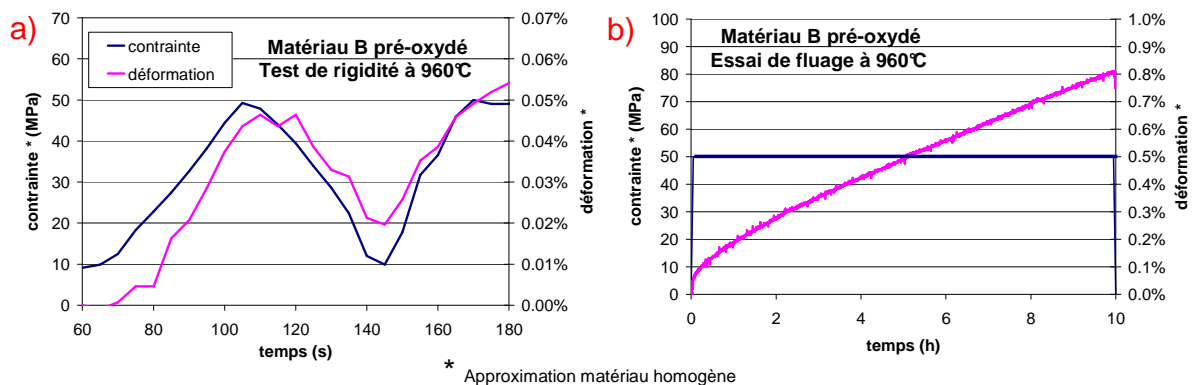 a)
contrainte
déformation
Matériau B pré-oxydé
Test de rigidité à 960°C
contrainte * (MPa)
70
60
50
40
30
20
10
0
60 80 100 120 140 160 180
temps (s)
0.07%
0.06%
0.05%
0.04%
0.03%
0.02%
0.01%
0.00%
déformation *
b)
Matériau B pré-oxydé
Essai de fluage à 960°C
contrainte * (MPa)
100
90
80
70
60
50
40
30
20
10
0
0 2 4 6 8 10
temps (h)
1.0%
0.9%
0.8%
0.7%
0.6%
0.5%
0.4%
0.3%
0.2%
0.1%
0.0%
déformation *
* Approximation matériau homogène